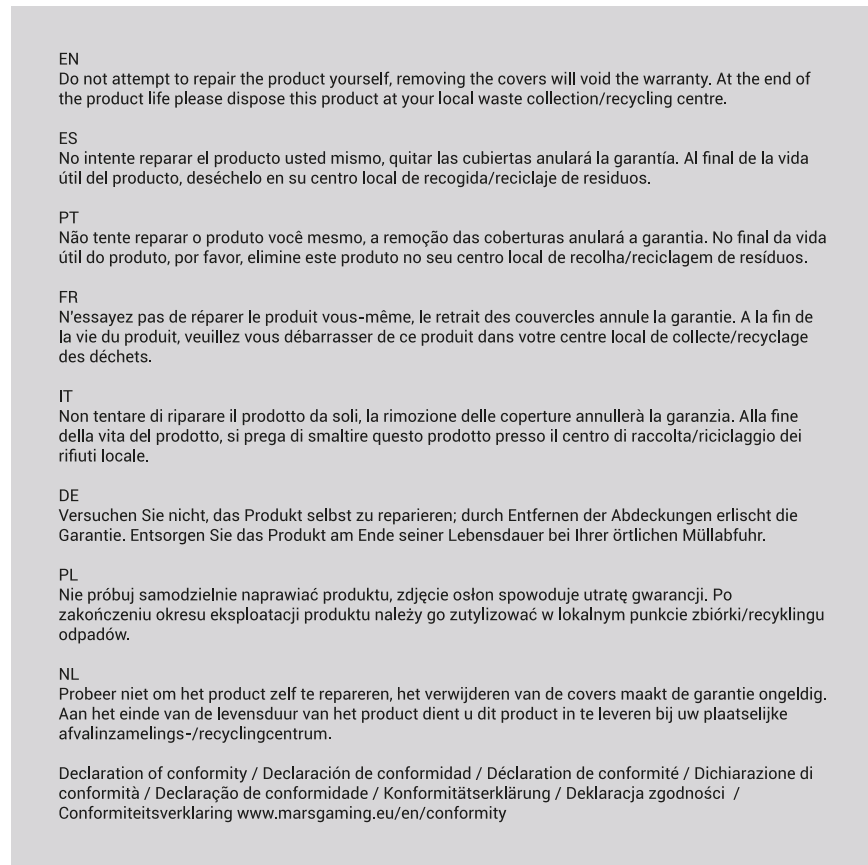 EN
Do not attempt to repair the product yourself, removing the covers will void the warranty. At the end of
the product life please dispose this product at your local waste collection/recycling centre.
ES
No intente reparar el producto usted mismo, quitar las cubiertas anulará la garantía. Al final de la vida
útil del producto, deséchelo en su centro local de recogida/reciclaje de residuos.
PT
Não tente reparar o produto você mesmo, a remoção das coberturas anulará a garantia. No final da vida
útil do produto, por favor, elimine este produto no seu centro local de recolha/reciclagem de resíduos.
FR
N'essayez pas de réparer le produit vous-même, le retrait des couvercles annule la garantie. A la fin de
la vie du produit, veuillez vous débarrasser de ce produit dans votre centre local de collecte/recyclage
des déchets.
IT
Non tentare di riparare il prodotto da soli, la rimozione delle coperture annullerà la garanzia. Alla fine
della vita del prodotto, si prega di smaltire questo prodotto presso il centro di raccolta/riciclaggio dei
rifiuti locale.
DE
Versuchen Sie nicht, das Produkt selbst zu reparieren; durch Entfernen der Abdeckungen erlischt die
Garantie. Entsorgen Sie das Produkt am Ende seiner Lebensdauer bei Ihrer örtlichen Müllabfuhr.
PL
Nie próbuj samodzielnie naprawiać produktu, zdjęcie osłon spowoduje utratę gwarancji. Po
zakończeniu okresu eksploatacji produktu należy go zutylizować w lokalnym punkcie zbiórki/recyklingu
odpadów.
NL
Probeer niet om het product zelf te repareren, het verwijderen van de covers maakt de garantie ongeldig.
Aan het einde van de levensduur van het product dient u dit product in te leveren bij uw plaatselijke
afvalinzamelings-/recyclingcentrum.
Declaration of conformity / Declaración de conformidad / Déclaration de conformité / Dichiarazione di
conformità / Declaração de conformidade / Konformitätserklärung / Deklaracja zgodności /
Conformiteitsverklaring www.marsgaming.eu/en/conformity